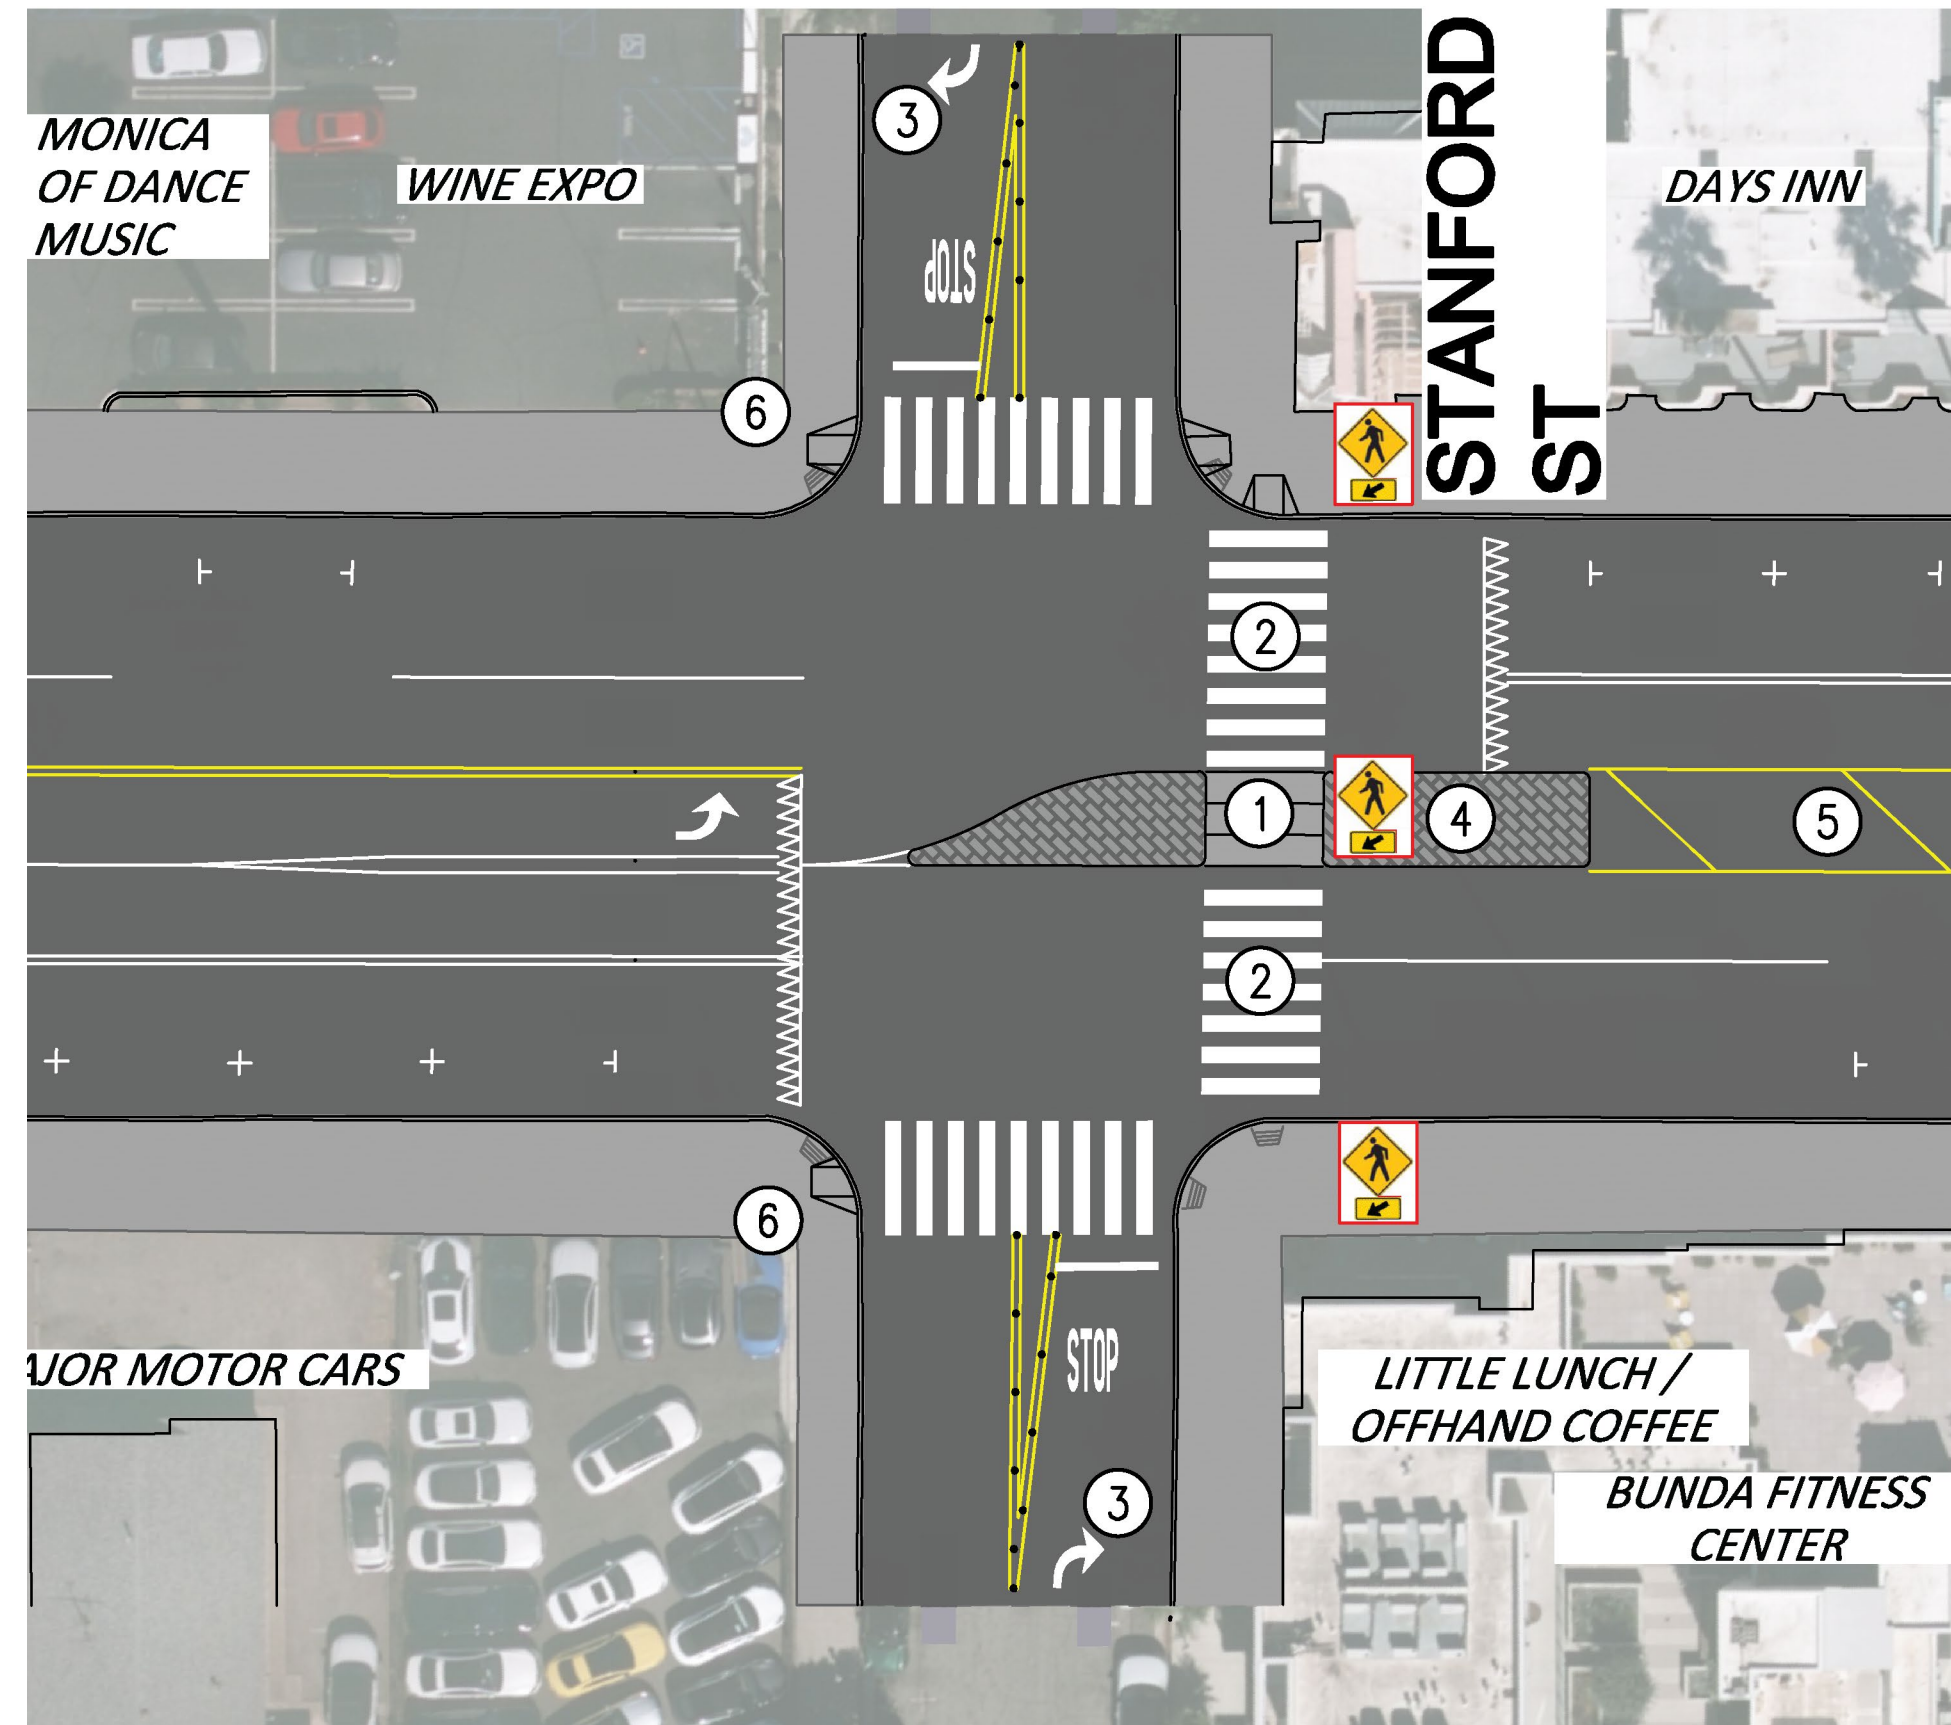 MONICA
OF DANCE
MUSIC
WINE EXPO
3
STANFORD
ST
DAYS INN
STOP
6
2
1
4
5
2
6
AJOR MOTOR CARS
STOP
LITTLE LUNCH /
OFFHAND COFFEE
3
BUNDA FITNESS
CENTER